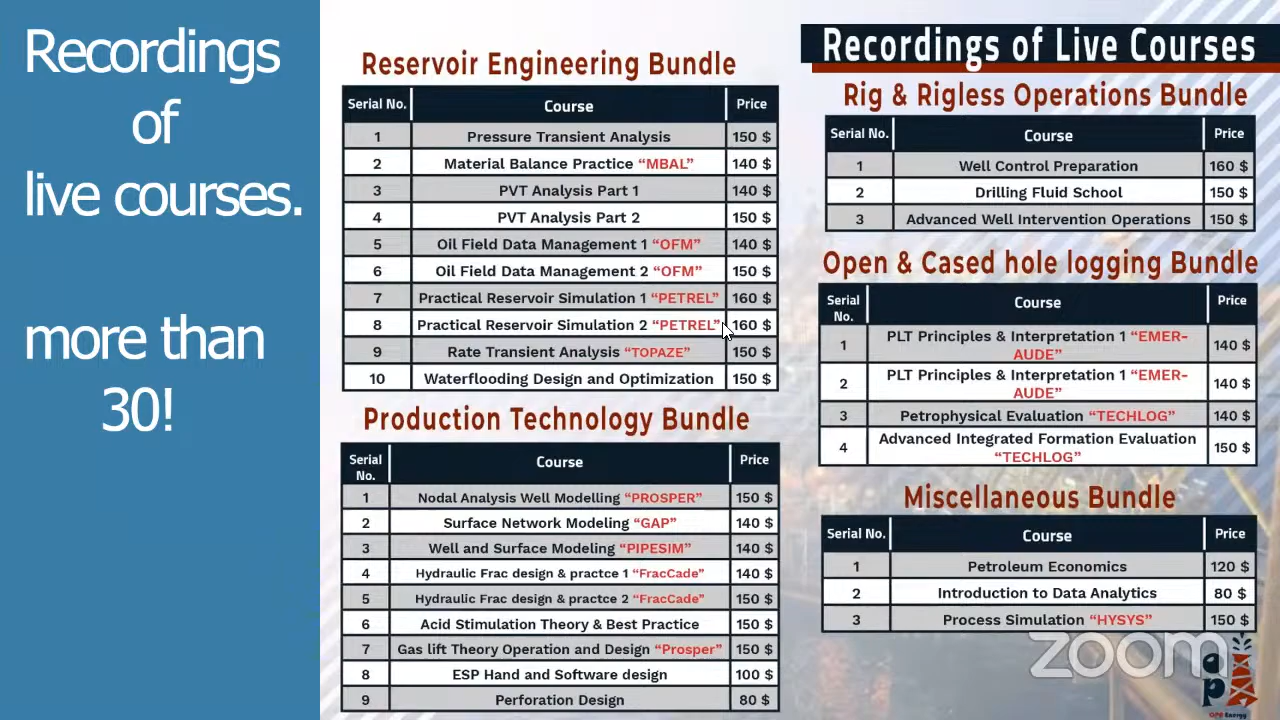 Recordings
of
live courses.
more than
30!
Reservoir Engineering Bundle
Serial No. Course Price
1 Pressure Transient Analysis 150 $
2 Material Balance Practice “MBAL” 140 $
3 PVT Analysis Part 1 140 $
4 PVT Analysis Part 2 150 $
5 Oil Field Data Management 1 “OFM” 140 $
6 Oil Field Data Management 2 “OFM” 150 $
7 Practical Reservoir Simulation 1 “PETREL” 160 $
8 Practical Reservoir Simulation 2 “PETREL” 160 $
9 Rate Transient Analysis “TOPAZE” 150 $
10 Waterflooding Design and Optimization 150 $
Production Technology Bundle
Serial
No. Course Price
1 Nodal Analysis Well Modelling “PROSPER” 150 $
2 Surface Network Modeling “GAP” 140 $
3 Well and Surface Modeling “PIPESIM” 140 $
4 Hydraulic Frac design & practce 1 “FracCade” 140 $
5 Hydraulic Frac design & practce 2 “FracCade” 150 $
6 Acid Stimulation Theory & Best Practice 150 $
7 Gas lift Theory Operation and Design “Prosper” 150 $
8 ESP Hand and Software design 100 $
9 Perforation Design 80 $
Recordings of Live Courses
Rig & Rigless Operations Bundle
Serial No. Course Price
1 Well Control Preparation 160 $
2 Drilling Fluid School 150 $
3 Advanced Well Intervention Operations 150 $
Open & Cased hole logging Bundle
Serial
No. Course Price
1 PLT Principles & Interpretation 1 “EMER-
AUDE” 140 $
2 PLT Principles & Interpretation 1 “EMER-
AUDE” 140 $
3 Petrophysical Evaluation “TECHLOG” 140 $
4 Advanced Integrated Formation Evaluation
“TECHLOG” 150 $
Miscellaneous Bundle
Serial No. Course Price
1 Petroleum Economics 120 $
2 Introduction to Data Analytics 80 $
3 Process Simulation “HYSYS” 150 $
zoom